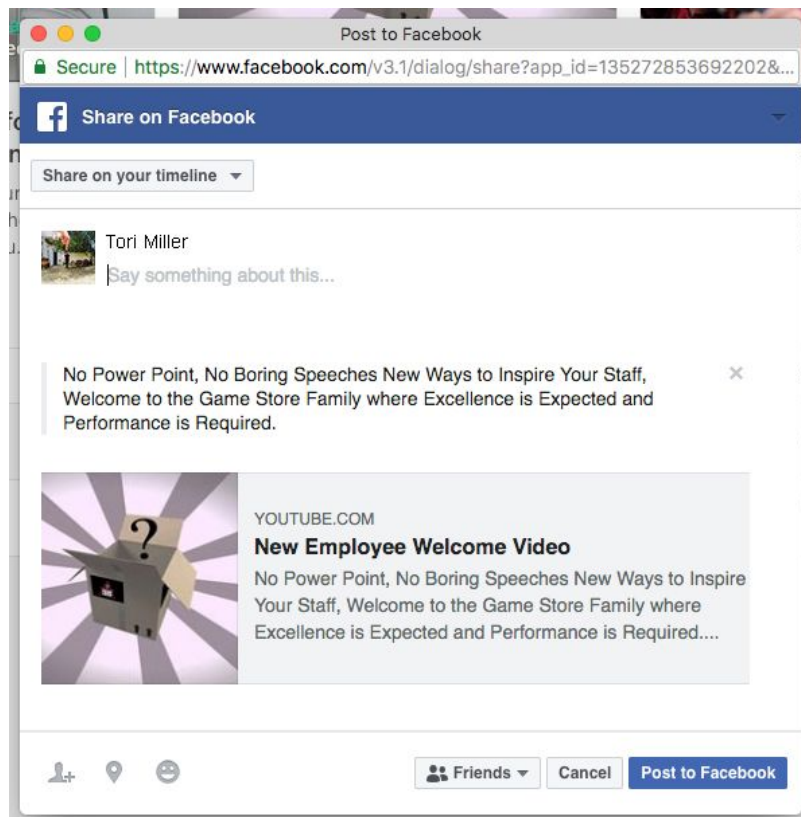 Post to Facebook
Secure | https://www.facebook.com/v3.1/dialog/share?app_id=135272853692202&...
f Share on Facebook
Share on your timeline
Tori Miller
Say something about this...
No Power Point, No Boring Speeches New Ways to Inspire Your Staff,
Welcome to the Game Store Family where Excellence is Expected and
Performance is Required.
?
YOUTUBE.COM
New Employee Welcome Video
No Power Point, No Boring Speeches New Ways to Inspire
Your Staff, Welcome to the Game Store Family where
Excellence is Expected and Performance is Required....
Friends Cancel Post to Facebook